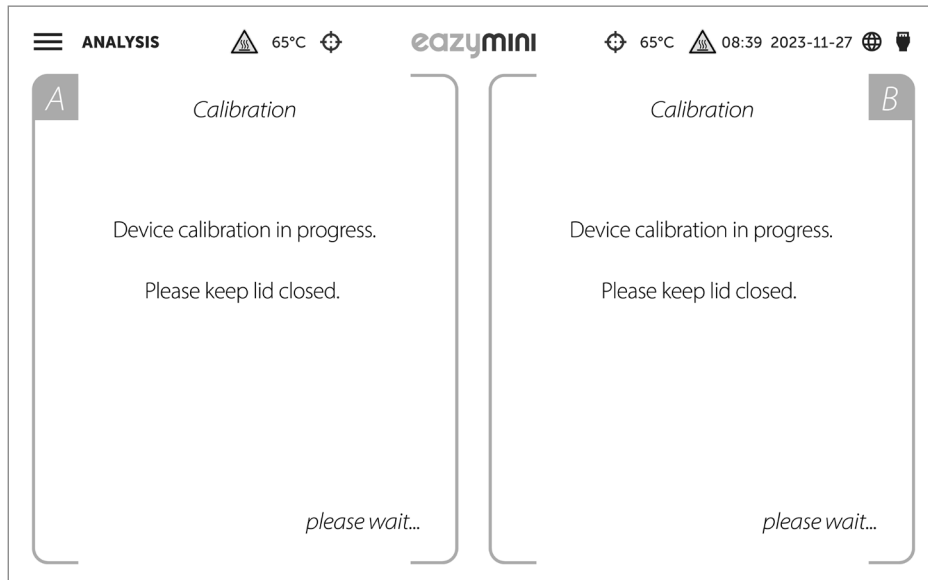 ANALYSIS 65°C eazymini 65°C 08:39 2023-11-27
A
Calibration
Device calibration in progress.
Please keep lid closed.
please wait...
B
Calibration
Device calibration in progress.
Please keep lid closed.
please wait...